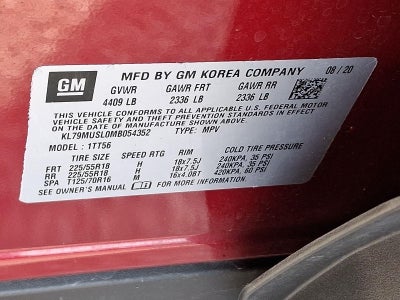 GM
MFD BY GM KOREA COMPANY 08 / 20
GVWR GAWR FRT GAWR RR
4409 LB 2336 LB 2336 LB
THIS VEHICLE CONFORMS TO ALL APPLICABLE U.S. FEDERAL MOTOR
VEHICLE SAFETY AND THEFT PREVENTION STANDARDS IN EFFECT
ON THE DATE OF MANUFACTURE SHOWN ABOVE.
KL79MUSL0MB054352 TYPE: MPV
MODEL : 1TT56
TIRE SIZE SPEED RTG RIM COLD TIRE PRESSURE
FRT 225/55R18 H 18x7.5J 240KPA, 35 PSI
RR 225/55R18 H 18x7.5J 240KPA, 35 PSI
SPA T125/70R16 M 16x4.0BT 420KPA, 60 PSI
SEE OWNER'S MANUAL FOR MORE INFORMATION.